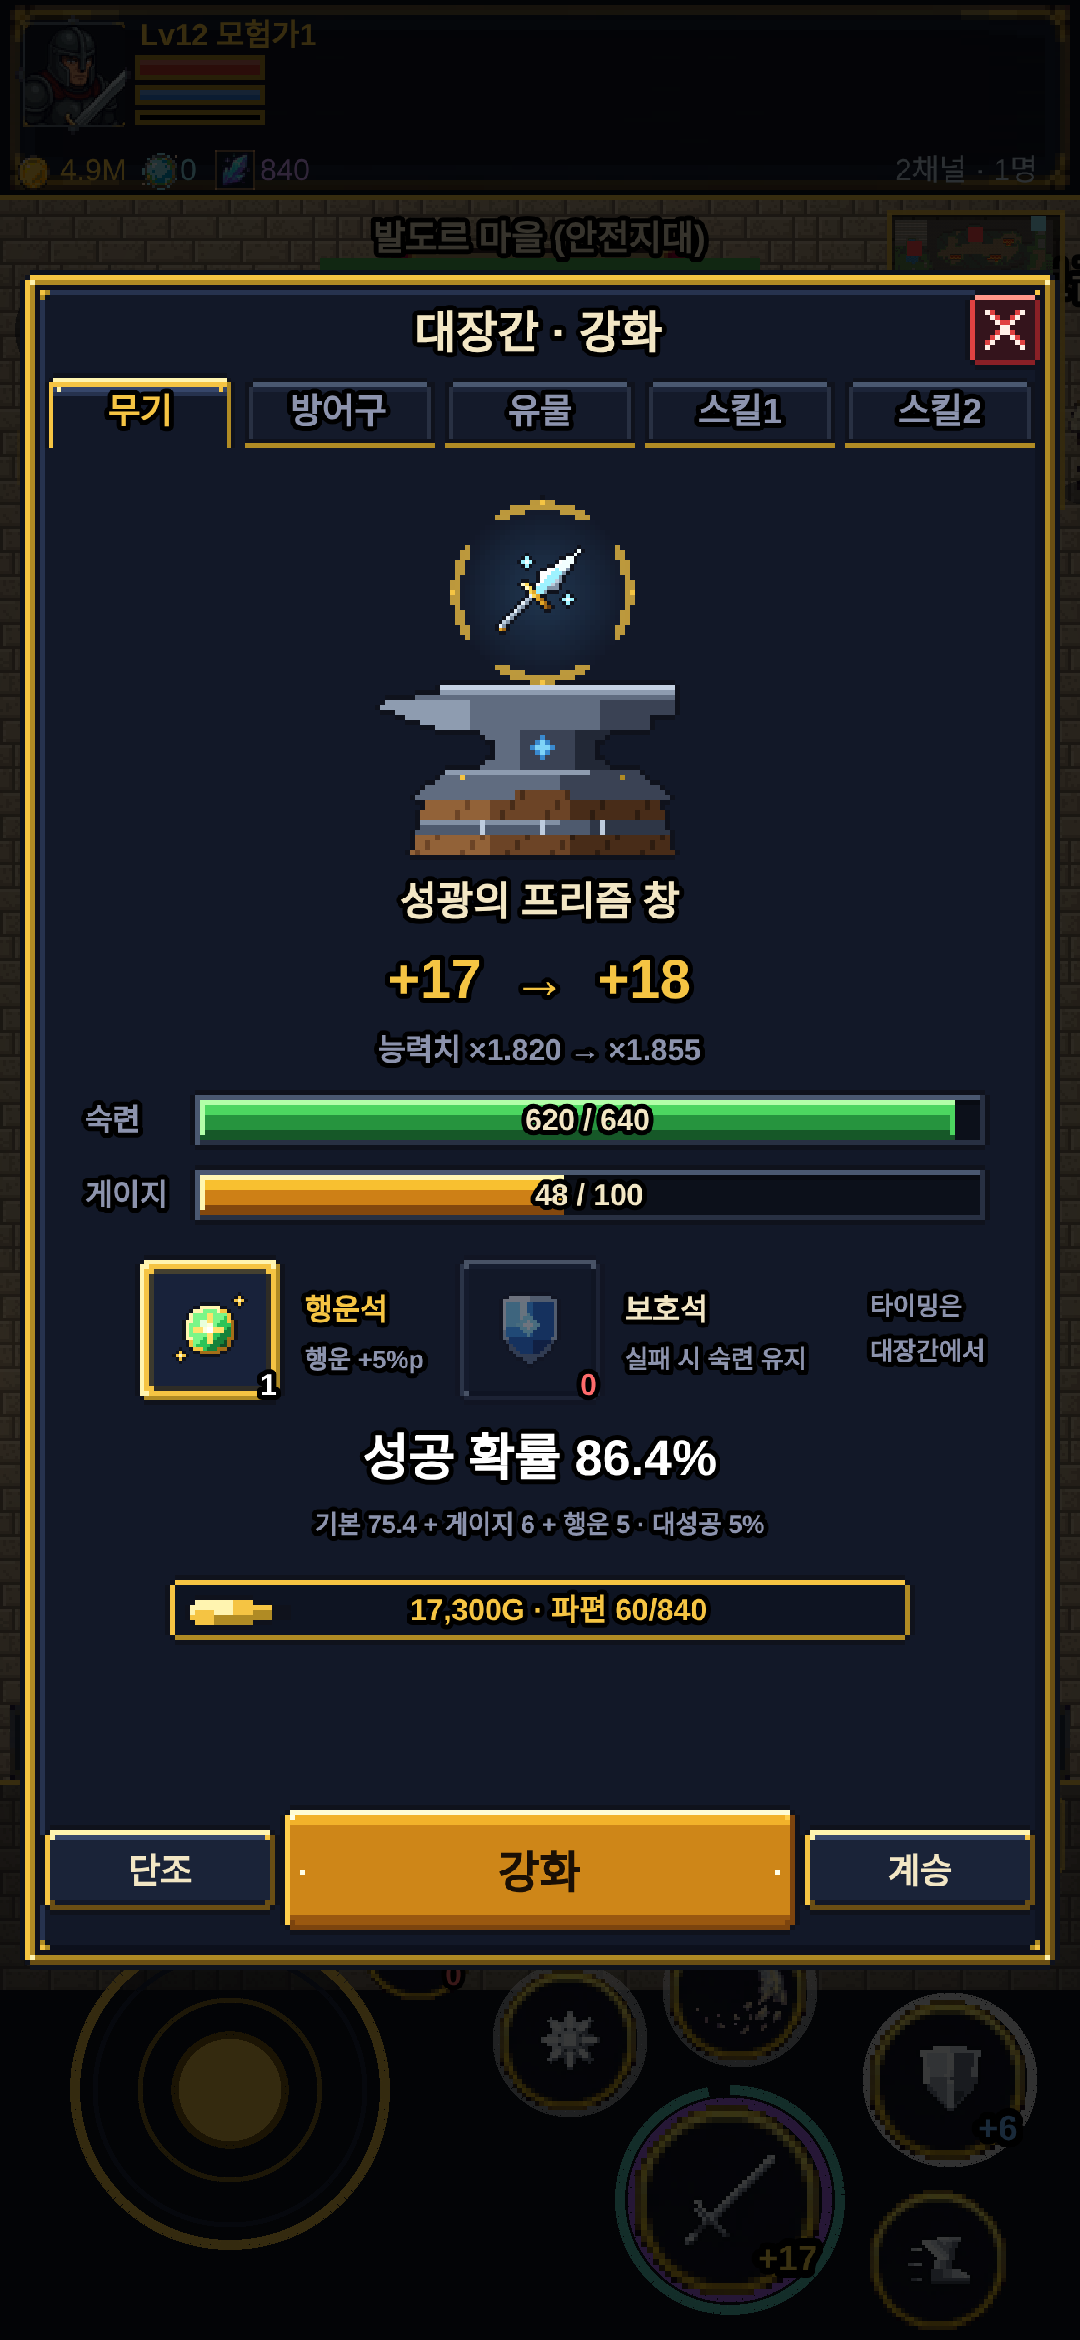 Lv12 모험가1
4.9M 0 840 2채널 · 1명
발도르 마을 (안전지대)
대장간 · 강화
무기 방어구 유물 스킬1 스킬2
성광의 프리즘 창
+17 → +18
능력치 ×1.820 → ×1.855
숙련 620 / 640
게이지 48 / 100
행운석 보호석 타이밍은
행운 +5%p 실패 시 숙련 유지 대장간에서
1 0
성공 확률 86.4%
기본 75.4 + 게이지 6 + 행운 5 · 대성공 5%
17,300G · 파편 60/840
단조 강화 계승
0
+6
+17